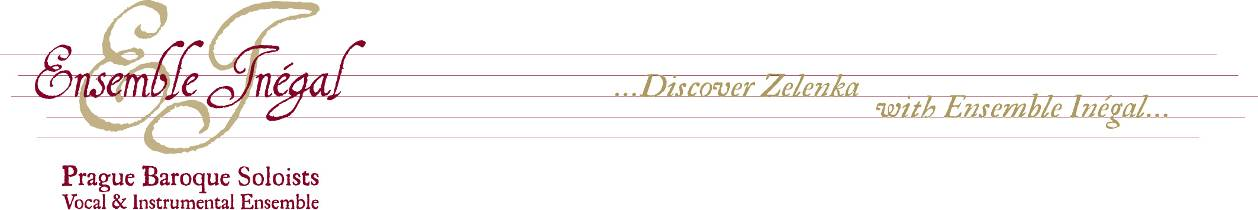 Ensemble Inégal
...Discover Zelenka
with Ensemble Inégal...
Prague Baroque Soloists
Vocal & Instrumental Ensemble